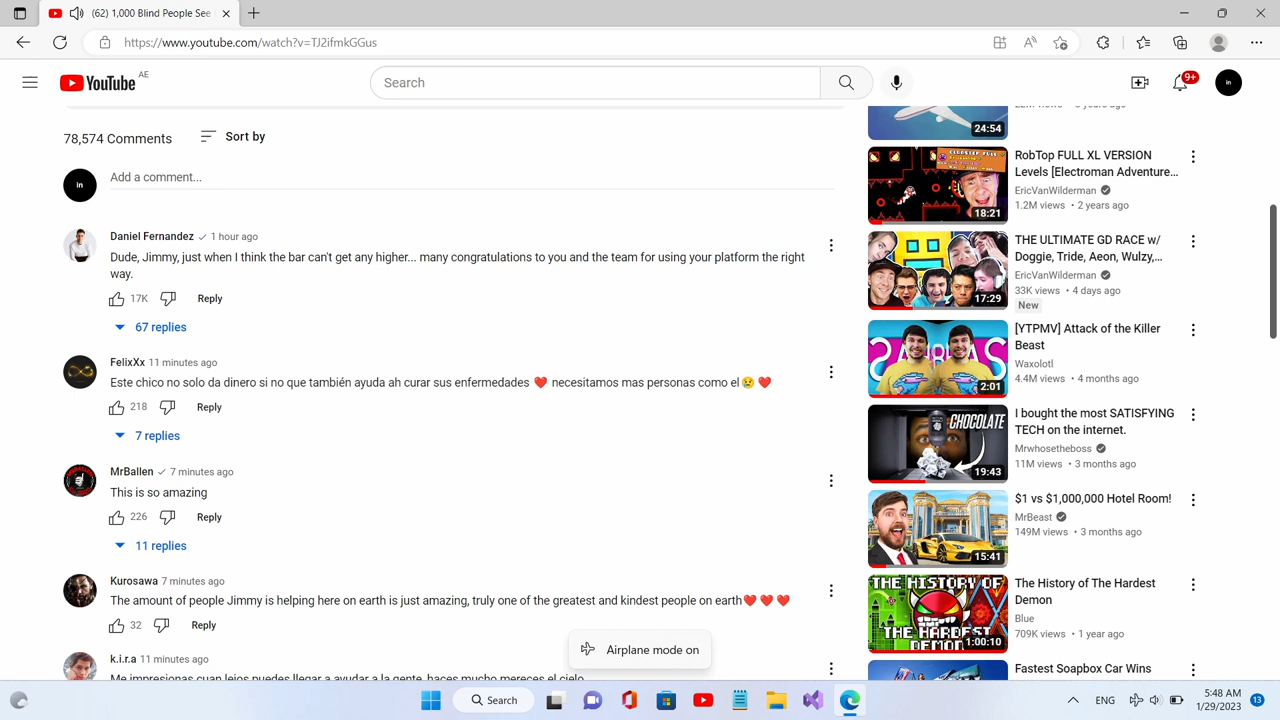 (62) 1,000 Blind People See
https://www.youtube.com/watch?v=TJ2ifmkGGus
YouTube AE
Search
9+
in
78,574 Comments
Sort by
in
Add a comment...
Daniel Fernandez 1 hour ago
Dude, Jimmy, just when I think the bar can't get any higher... many congratulations to you and the team for using your platform the right
way.
17K
Reply
67 replies
FelixXx 11 minutes ago
Este chico no solo da dinero si no que también ayuda ah curar sus enfermedades ❤️ necesitamos mas personas como el😢❤️
218
Reply
7 replies
MrBallen 7 minutes ago
This is so amazing
226
Reply
11 replies
Kurosawa 7 minutes ago
The amount of people Jimmy is helping here on earth is just amazing, truly one of the greatest and kindest people on earth❤️❤️❤️
32
Reply
k.i.r.a 11 minutes ago
Me impresionas cuan lejos puedes llegar a ayudar a la gente, haces mucho mereces el cielo
24:54
18:21
RobTop FULL XL VERSION
Levels [Electroman Adventure...
EricVanWilderman
1.2M views • 2 years ago
17:29
THE ULTIMATE GD RACE w/
Doggie, Tride, Aeon, Wulzy,...
EricVanWilderman
33K views • 4 days ago
New
2:01
[YTPMV] Attack of the Killer
Beast
Waxolotl
4.4M views • 4 months ago
CHOCOLATE
19:43
I bought the most SATISFYING
TECH on the internet.
Mrwhosetheboss
11M views • 3 months ago
15:41
$1 vs $1,000,000 Hotel Room!
MrBeast
149M views • 3 months ago
THE HISTORY OF
THE HARDEST
DEMON
1:00:10
The History of The Hardest
Demon
Blue
709K views • 1 year ago
Fastest Soapbox Car Wins
Airplane mode on
Search
ENG
5:48 AM
1/29/2023
13